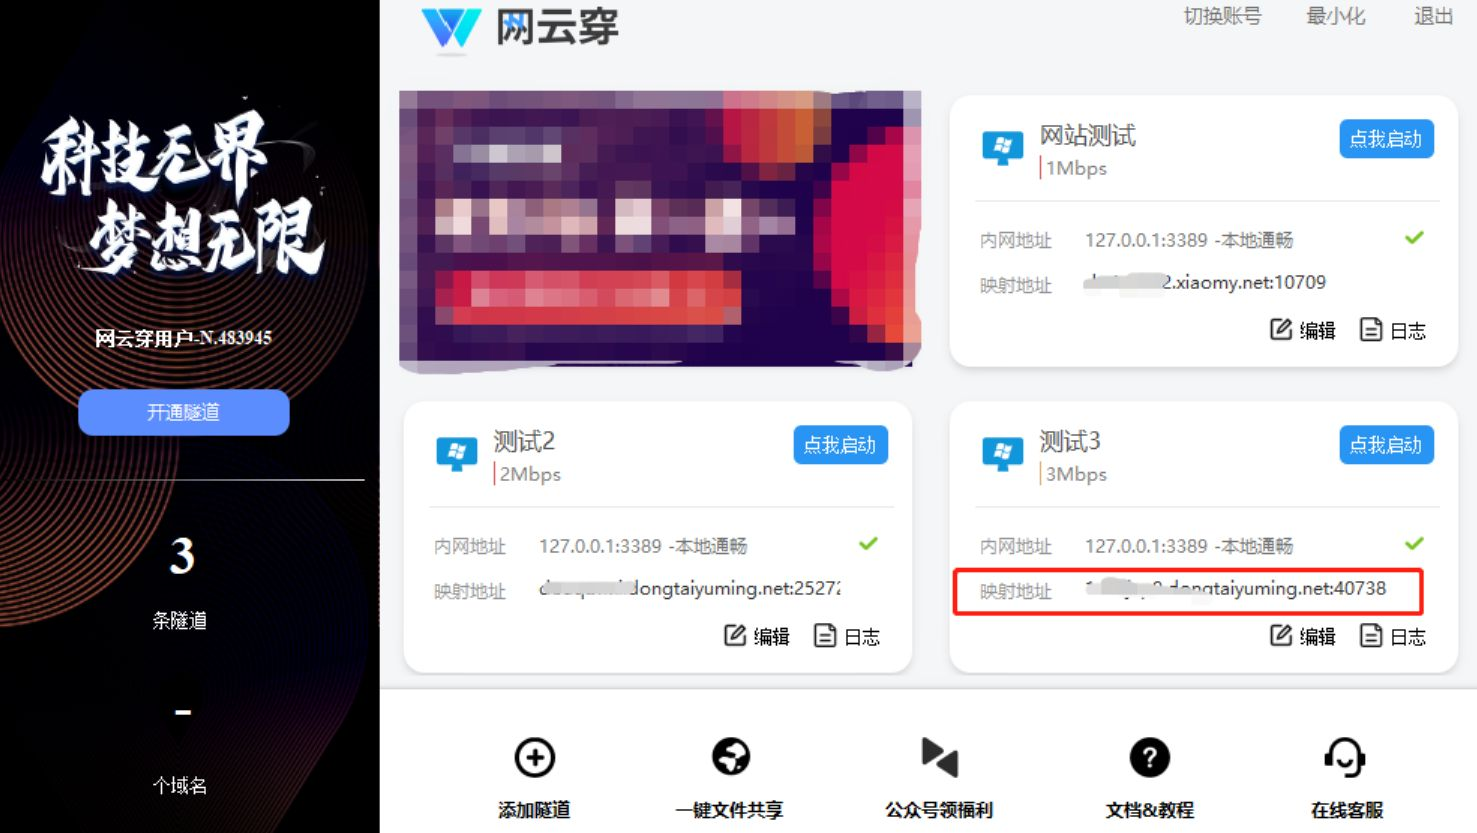 科技无界
梦想无限
网云穿用户-N.483945
开通隧道
3
条隧道
-
个域名
网云穿
切换账号
最小化
退出
网站测试
1Mbps
点我启动
内网地址
127.0.0.1:3389 -本地通畅
映射地址
2.xiaomy.net:10709
编辑
日志
测试2
2Mbps
点我启动
内网地址
127.0.0.1:3389 -本地通畅
映射地址
dongtaiyuming.net:25272
编辑
日志
测试3
3Mbps
点我启动
内网地址
127.0.0.1:3389 -本地通畅
映射地址
dongtaiyuming.net:40738
编辑
日志
添加隧道
一键文件共享
公众号领福利
文档&教程
在线客服